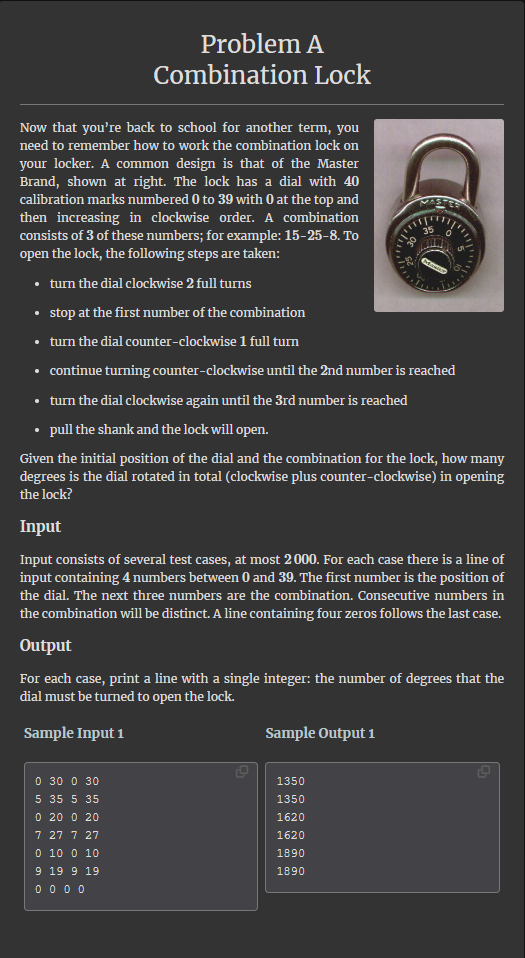 Problem A
Combination Lock
Now that you’re back to school for another term, you
need to remember how to work the combination lock on
your locker. A common design is that of the Master
Brand, shown at right. The lock has a dial with 40
calibration marks numbered 0 to 39 with 0 at the top and
then increasing in clockwise order. A combination
consists of 3 of these numbers; for example: 15-25-8. To
open the lock, the following steps are taken:
MASTER
30 35 0 5
25
• turn the dial clockwise 2 full turns
• stop at the first number of the combination
• turn the dial counter-clockwise 1 full turn
• continue turning counter-clockwise until the 2nd number is reached
• turn the dial clockwise again until the 3rd number is reached
• pull the shank and the lock will open.
Given the initial position of the dial and the combination for the lock, how many
degrees is the dial rotated in total (clockwise plus counter-clockwise) in opening
the lock?
Input
Input consists of several test cases, at most 2 000. For each case there is a line of
input containing 4 numbers between 0 and 39. The first number is the position of
the dial. The next three numbers are the combination. Consecutive numbers in
the combination will be distinct. A line containing four zeros follows the last case.
Output
For each case, print a line with a single integer: the number of degrees that the
dial must be turned to open the lock.
Sample Input 1
0 30 0 30
5 35 5 35
0 20 0 20
7 27 7 27
0 10 0 10
9 19 9 19
0 0 0 0
Sample Output 1
1350
1350
1620
1620
1890
1890